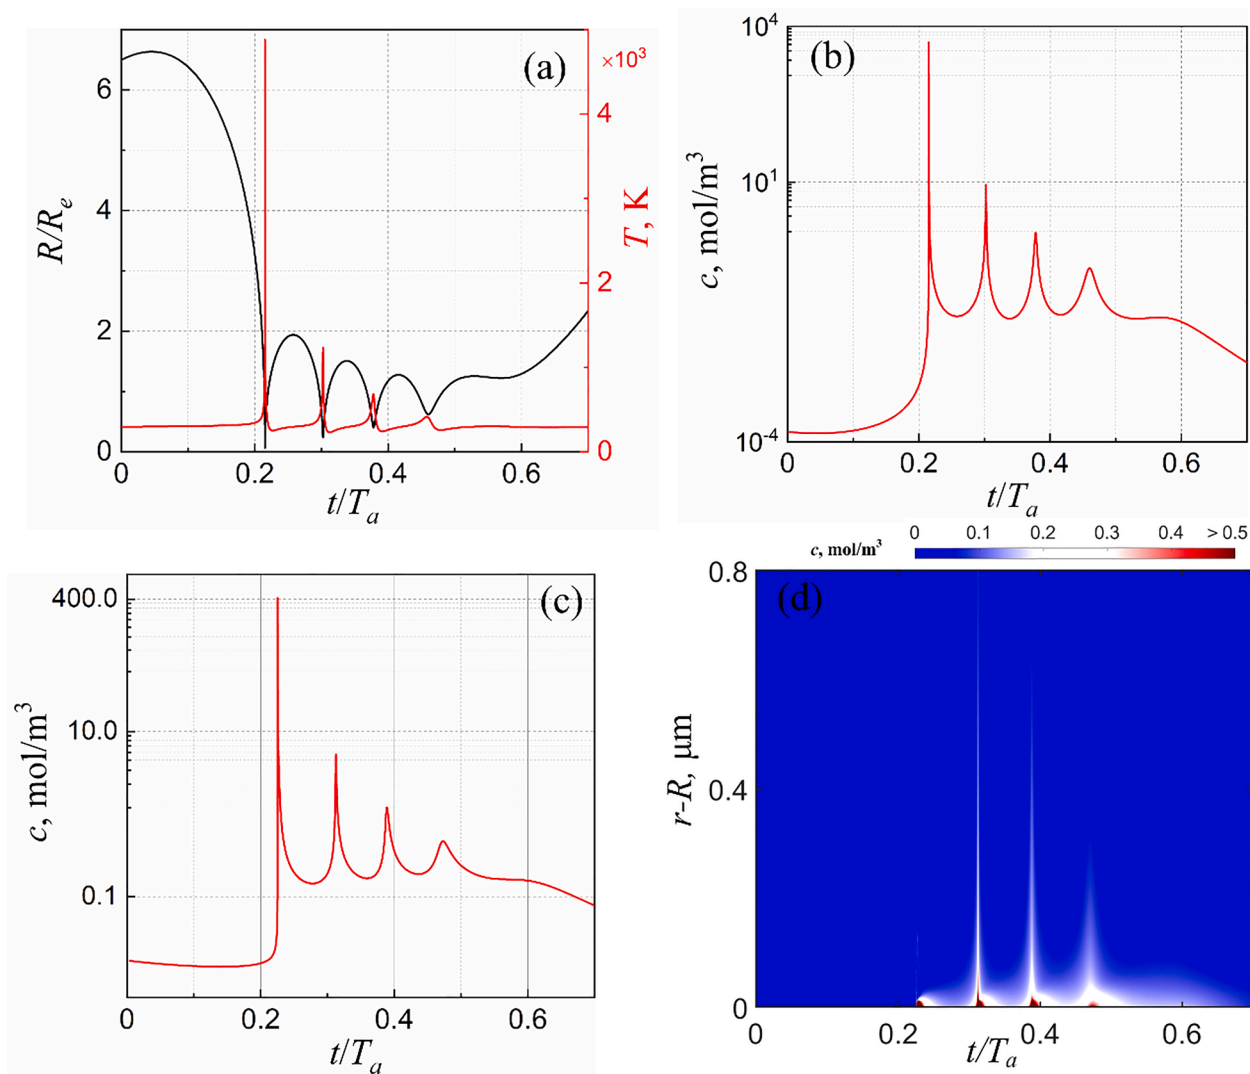 (a)
×10³
6
4
2
0
R/Rₑ
4
2
0
T, K
0 0.2 0.4 0.6
t/Tₐ
(b)
10⁴
10¹
10⁻⁴
c, mol/m³
0 0.2 0.4 0.6
t/Tₐ
(c)
400.0
10.0
0.1
c, mol/m³
0 0.2 0.4 0.6
t/Tₐ
0 0.1 0.2 0.3 0.4 > 0.5
c, mol/m³
(d)
0.8
0.4
0
r-R, μm
0 0.2 0.4 0.6
t/Tₐ